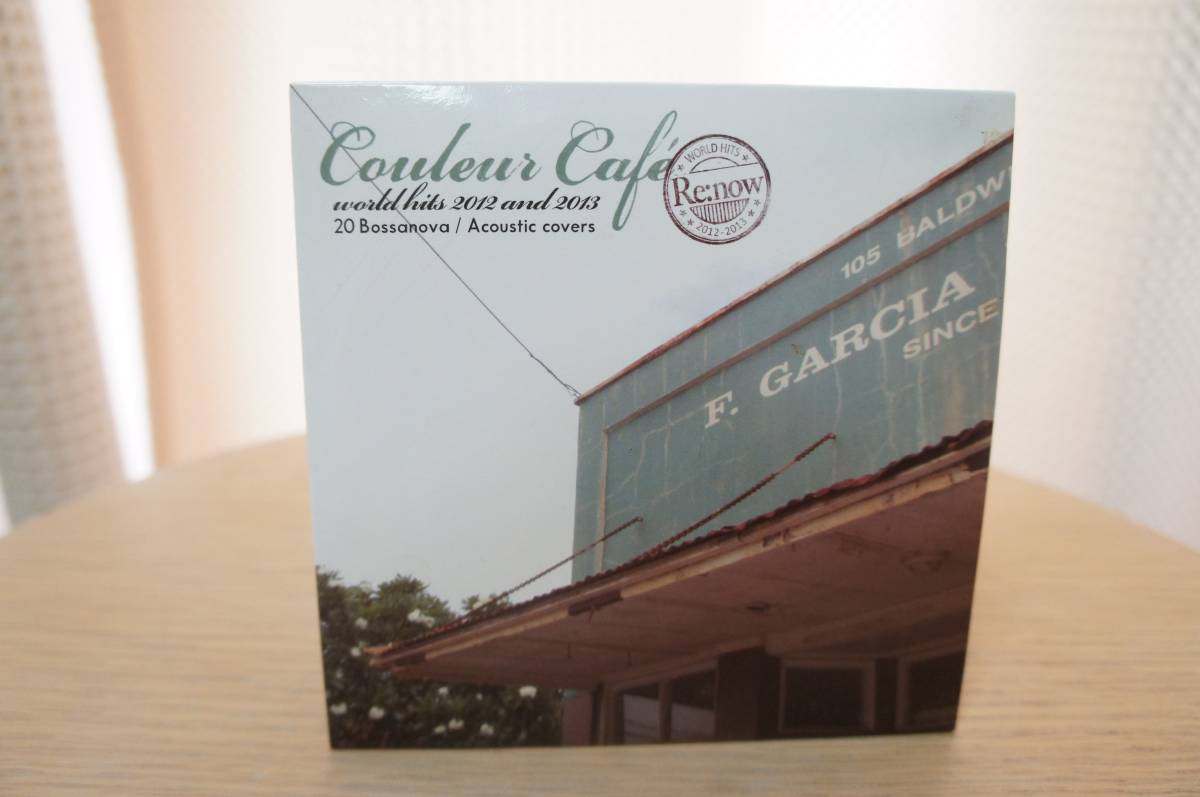 Couleur Café
world hits 2012 and 2013
20 Bossanova / Acoustic covers
WORLD HITS
Re:now
2012-2013
105 BALDW
F. GARCIA
SINCE